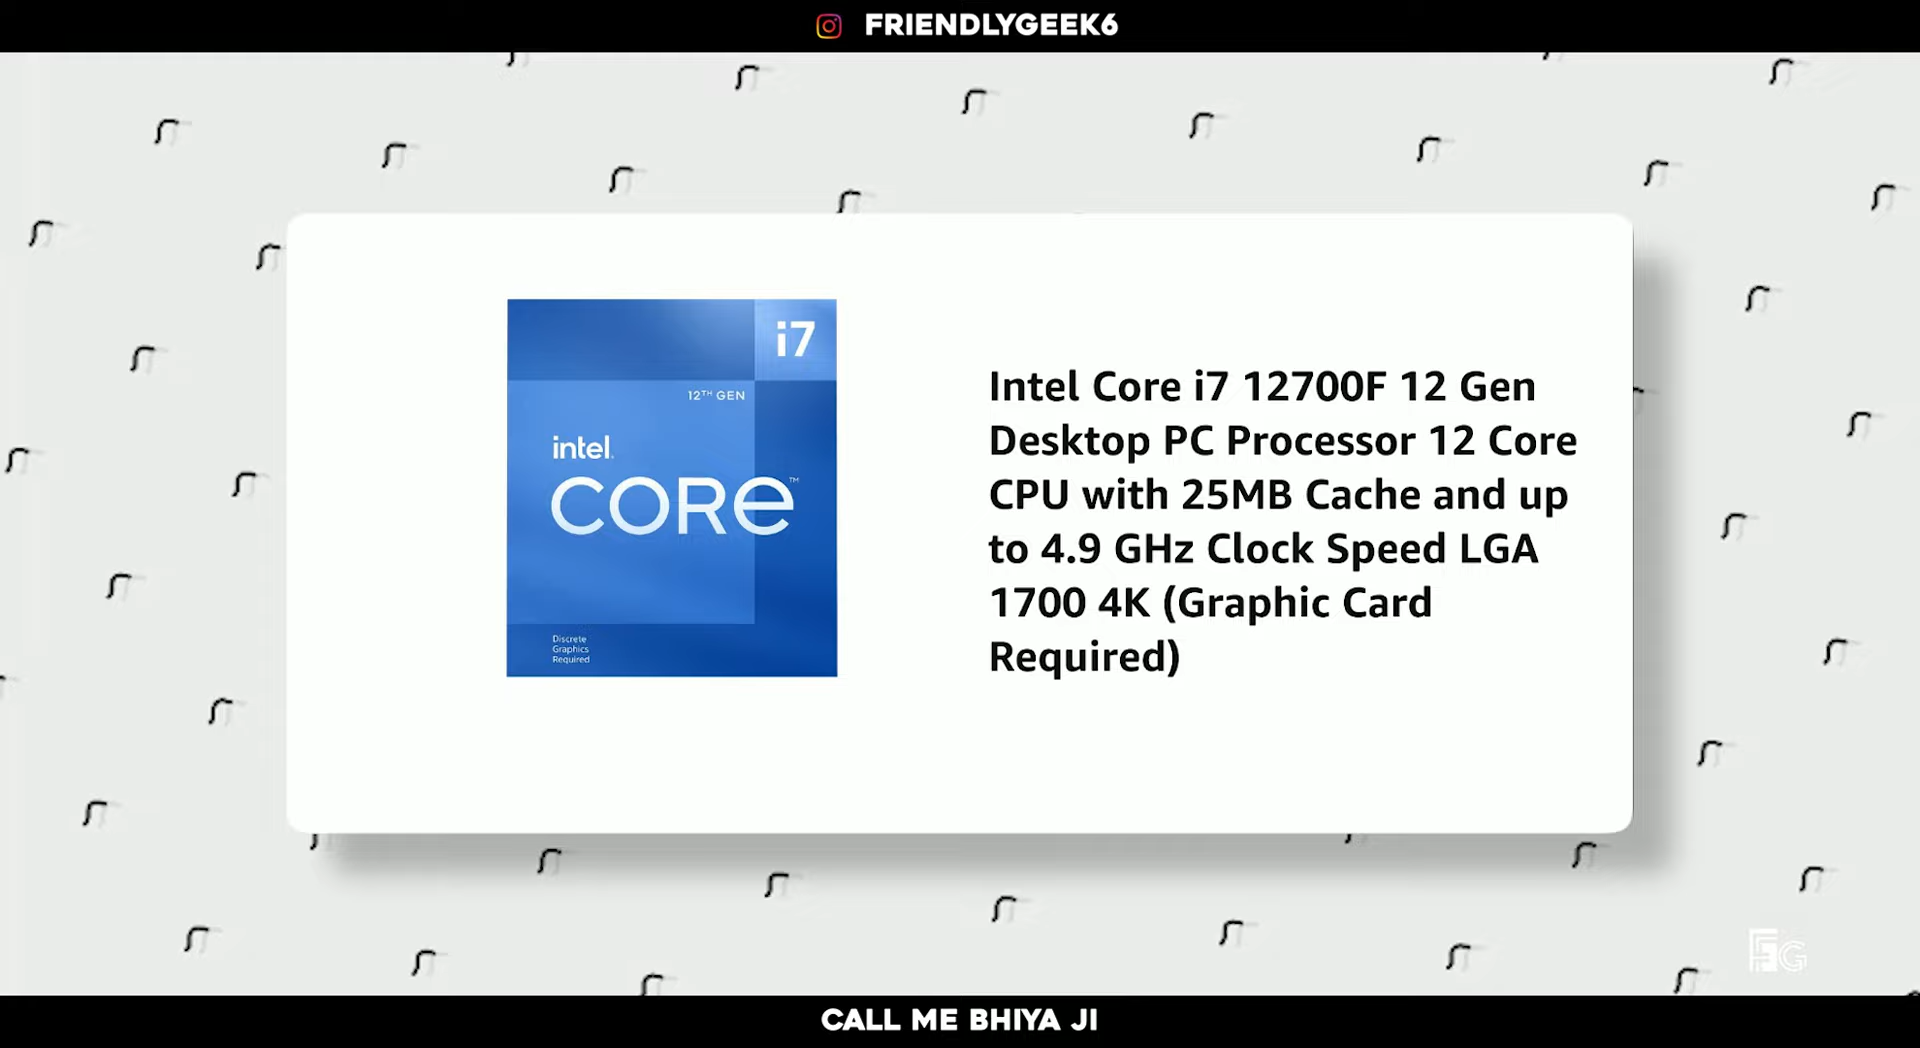 FRIENDLYGEEK6
i7
12TH GEN
intel.
CORE™
Discrete
Graphics
Required
Intel Core i7 12700F 12 Gen
Desktop PC Processor 12 Core
CPU with 25MB Cache and up
to 4.9 GHz Clock Speed LGA
1700 4K (Graphic Card
Required)
FG
CALL ME BHIYA JI